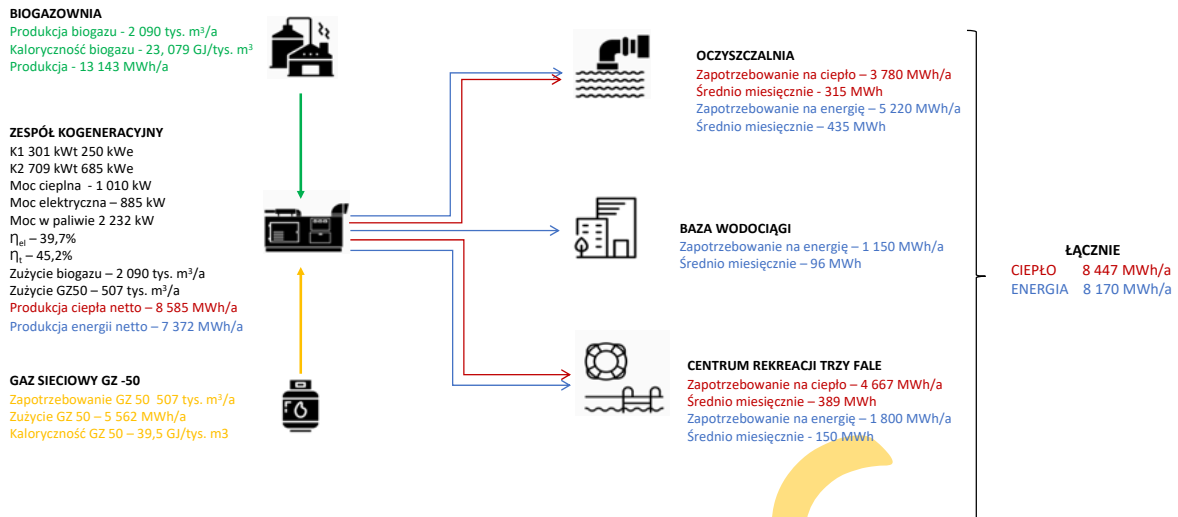 BIOGAZOWNIA
Produkcja biogazu - 2 090 tys. m³/a
Kaloryczność biogazu - 23, 079 GJ/tys. m³
Produkcja - 13 143 MWh/a
ZESPÓŁ KOGENERACYJNY
K1 301 kWt 250 kWe
K2 709 kWt 685 kWe
Moc cieplna - 1 010 kW
Moc elektryczna – 885 kW
Moc w paliwie 2 232 kW
Ƞel – 39,7%
Ƞt – 45,2%
Zużycie biogazu – 2 090 tys. m³/a
Zużycie GZ50 – 507 tys. m³/a
Produkcja ciepła netto – 8 585 MWh/a
Produkcja energii netto – 7 372 MWh/a
GAZ SIECIOWY GZ -50
Zapotrzebowanie GZ 50 507 tys. m³/a
Zużycie GZ 50 – 5 562 MWh/a
Kaloryczność GZ 50 – 39,5 GJ/tys. m3
OCZYSZCZALNIA
Zapotrzebowanie na ciepło – 3 780 MWh/a
Średnio miesięcznie - 315 MWh
Zapotrzebowanie na energię – 5 220 MWh/a
Średnio miesięcznie – 435 MWh
BAZA WODOCIĄGI
Zapotrzebowanie na energię – 1 150 MWh/a
Średnio miesięcznie – 96 MWh
CENTRUM REKREACJI TRZY FALE
Zapotrzebowanie na ciepło – 4 667 MWh/a
Średnio miesięcznie – 389 MWh
Zapotrzebowanie na energię – 1 800 MWh/a
Średnio miesięcznie - 150 MWh
ŁĄCZNIE
CIEPŁO 8 447 MWh/a
ENERGIA 8 170 MWh/a